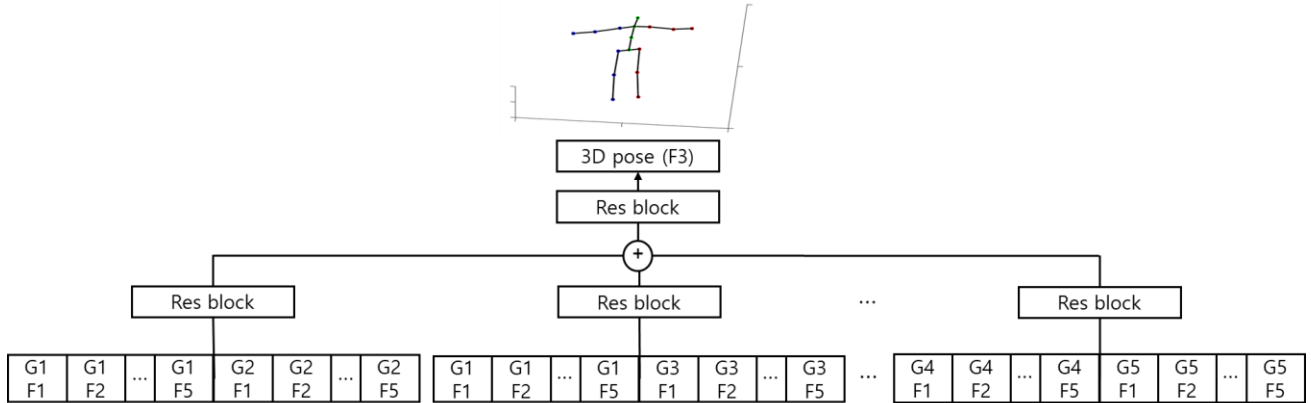 3D pose (F3)
Res block
+
Res block
Res block
...
Res block
G1 G1 ... G1 G2 G2 ... G2
F1 F2 F5 F1 F2 F5
G1 G1 ... G1 G3 G3 ... G3
F1 F2 F5 F1 F2 F5
...
G4 G4 ... G4 G5 G5 ... G5
F1 F2 F5 F1 F2 F5